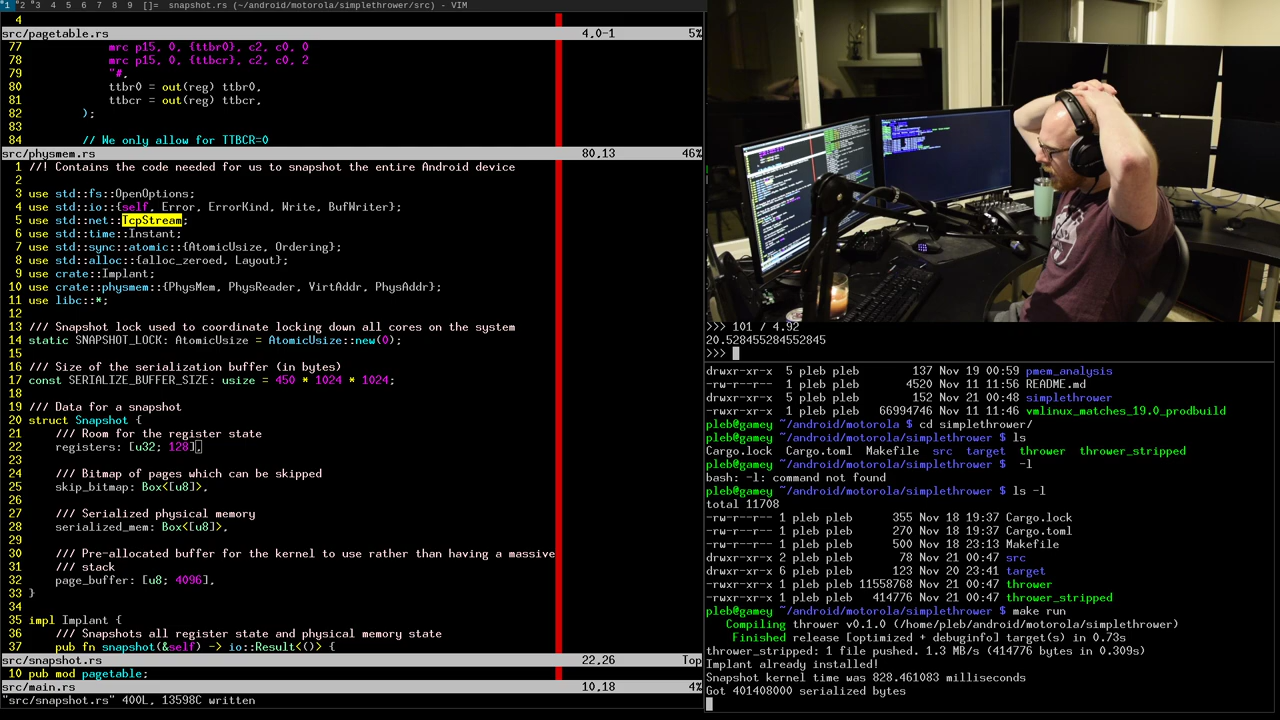 1 2 3 4 5 6 7 8 9 []= snapshot.rs (~/android/motorola/simplethrower/src) - VIM
4
src/pagetable.rs 4,0-1 5%
77 mrc p15, 0, {ttbr0}, c2, c0, 0
78 mrc p15, 0, {ttbcr}, c2, c0, 2
79 "#,
80 ttbr0 = out(reg) ttbr0,
81 ttbcr = out(reg) ttbcr,
82 );
83
84 // We only allow for TTBCR=0
src/physmem.rs 80,13 46%
1 //! Contains the code needed for us to snapshot the entire Android device
2
3 use std::fs::OpenOptions;
4 use std::io::{self, Error, ErrorKind, Write, BufWriter};
5 use std::net::TcpStream;
6 use std::time::Instant;
7 use std::sync::atomic::{AtomicUsize, Ordering};
8 use std::alloc::{alloc_zeroed, Layout};
9 use crate::Implant;
10 use crate::physmem::{PhysMem, PhysReader, VirtAddr, PhysAddr};
11 use libc::*;
12
13 /// Snapshot lock used to coordinate locking down all cores on the system
14 static SNAPSHOT_LOCK: AtomicUsize = AtomicUsize::new(0);
15
16 /// Size of the serialization buffer (in bytes)
17 const SERIALIZE_BUFFER_SIZE: usize = 450 * 1024 * 1024;
18
19 /// Data for a snapshot
20 struct Snapshot {
21 /// Room for the register state
22 registers: [u32; 128],
23
24 /// Bitmap of pages which can be skipped
25 skip_bitmap: Box<[u8]>,
26
27 /// Serialized physical memory
28 serialized_mem: Box<[u8]>,
29
30 /// Pre-allocated buffer for the kernel to use rather than having a massive
31 /// stack
32 page_buffer: [u8; 4096],
33 }
34
35 impl Implant {
36 /// Snapshots all register state and physical memory state
37 pub fn snapshot(&self) -> io::Result<()> {
src/snapshot.rs 22,26 Top
10 pub mod pagetable;
src/main.rs 10,18 4%
"src/snapshot.rs" 400L, 13598C written
>>> 101 / 4.92
20.528455284552845
>>>
drwxr-xr-x 5 pleb pleb 137 Nov 19 00:59 pmem_analysis
-rw-r--r-- 1 pleb pleb 4520 Nov 11 11:56 README.md
drwxr-xr-x 5 pleb pleb 152 Nov 21 00:48 simplethrower
-rwxr-xr-x 1 pleb pleb 66994746 Nov 11 11:46 vmlinux_matches_19.0_prodbuild
pleb@gamey ~/android/motorola $ cd simplethrower/
pleb@gamey ~/android/motorola/simplethrower $ ls
Cargo.lock Cargo.toml Makefile src target thrower thrower_stripped
pleb@gamey ~/android/motorola/simplethrower $ -l
bash: -l: command not found
pleb@gamey ~/android/motorola/simplethrower $ ls -l
total 11708
-rw-r--r-- 1 pleb pleb 355 Nov 18 19:37 Cargo.lock
-rw-r--r-- 1 pleb pleb 270 Nov 18 19:37 Cargo.toml
-rw-r--r-- 1 pleb pleb 500 Nov 18 23:13 Makefile
drwxr-xr-x 2 pleb pleb 78 Nov 21 00:47 src
drwxr-xr-x 6 pleb pleb 123 Nov 20 23:41 target
-rwxr-xr-x 1 pleb pleb 11558768 Nov 21 00:47 thrower
-rwxr-xr-x 1 pleb pleb 414776 Nov 21 00:47 thrower_stripped
pleb@gamey ~/android/motorola/simplethrower $ make run
Compiling thrower v0.1.0 (/home/pleb/android/motorola/simplethrower)
Finished release [optimized + debuginfo] target(s) in 0.73s
thrower_stripped: 1 file pushed. 1.3 MB/s (414776 bytes in 0.309s)
Implant already installed!
Snapshot kernel time was 828.461083 milliseconds
Got 401408000 serialized bytes